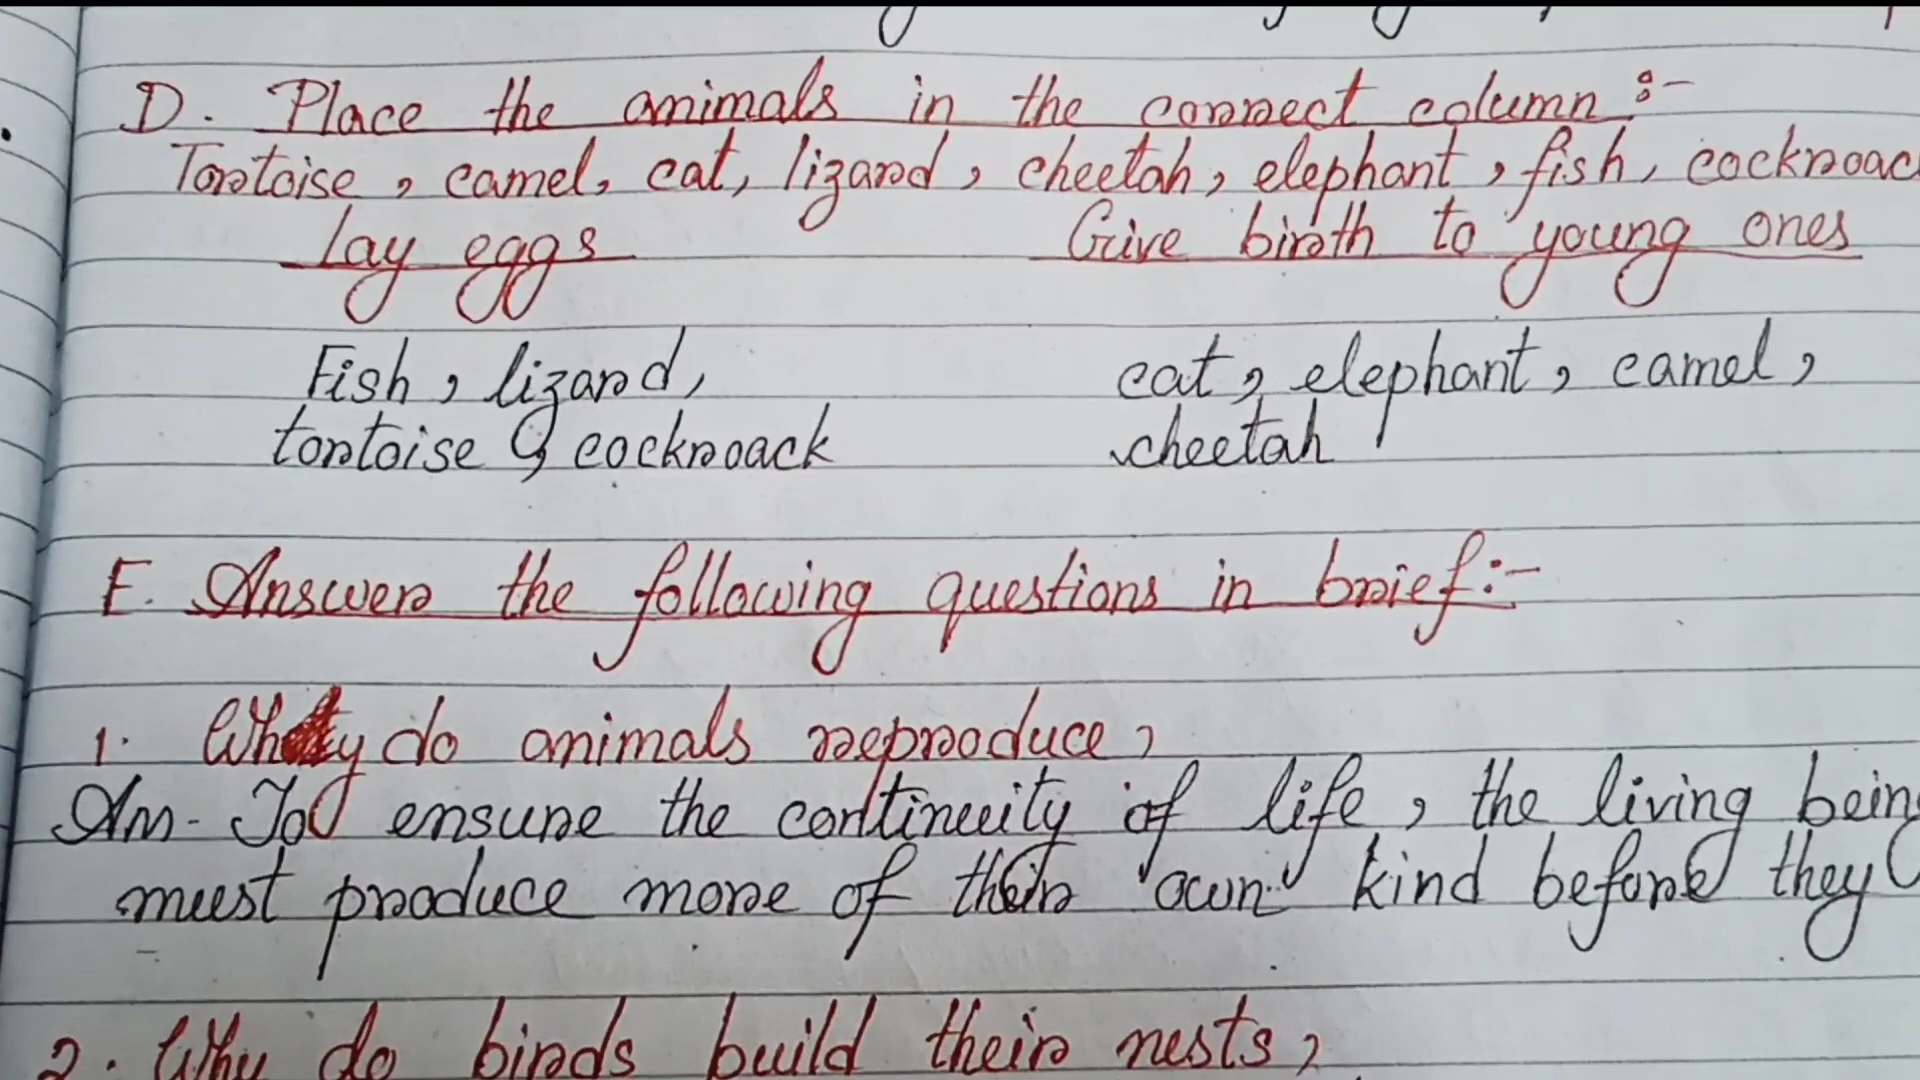 D. Place the animals in the correct column :-
Tortoise, camel, cat, lizard, cheetah, elephant, fish, cockroac
lay eggs Give birth to young ones
Fish, lizard, cat, elephant, camel,
tortoise, cockroack cheetah
E. Answer the following questions in brief:-
1. Why do animals reproduce,
An - To ensure the continuity of life, the living being
must produce more of their own kind before they
2. Why do birds build their nests,